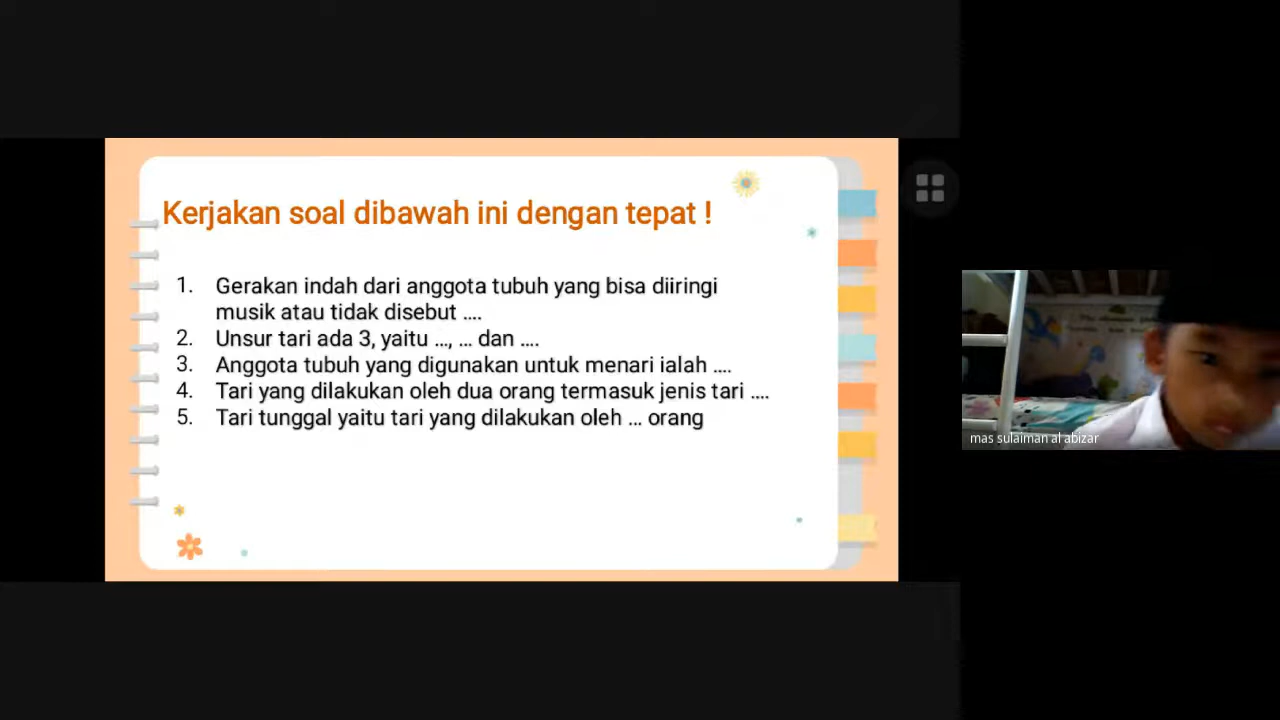 Kerjakan soal dibawah ini dengan tepat !
1. Gerakan indah dari anggota tubuh yang bisa diiringi
musik atau tidak disebut ....
2. Unsur tari ada 3, yaitu ..., ... dan ....
3. Anggota tubuh yang digunakan untuk menari ialah ....
4. Tari yang dilakukan oleh dua orang termasuk jenis tari ....
5. Tari tunggal yaitu tari yang dilakukan oleh ... orang
mas sulaiman al abizar